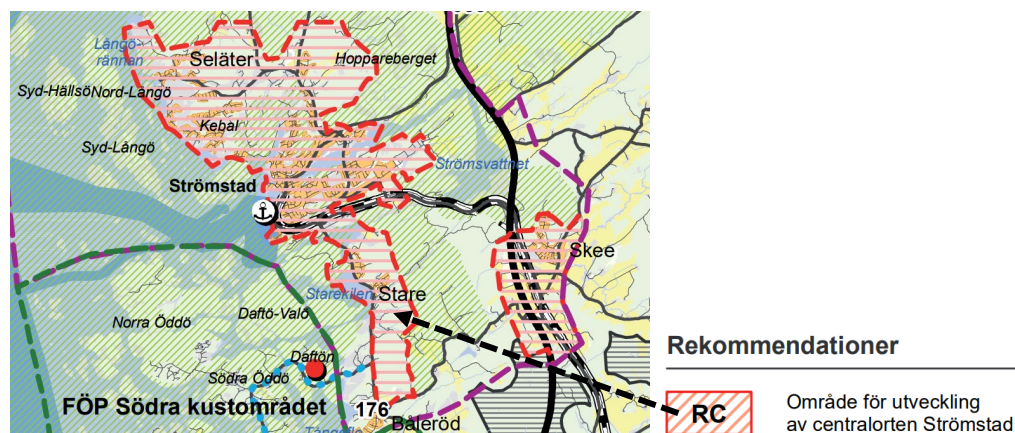 Långö-
rännan
Seläter
Hoppareberget
Syd-Hällsö
Nord-Långö
Kebal
Syd-Långö
Strömsvattnet
Strömstad
Skee
Starekilen
Stare
Norra Öddö
Daftö-Valö
Daftön
Södra Öddö
FÖP Södra kustområdet
176
Båleröd
Rekommendationer
RC
Område för utveckling
av centralorten Strömstad